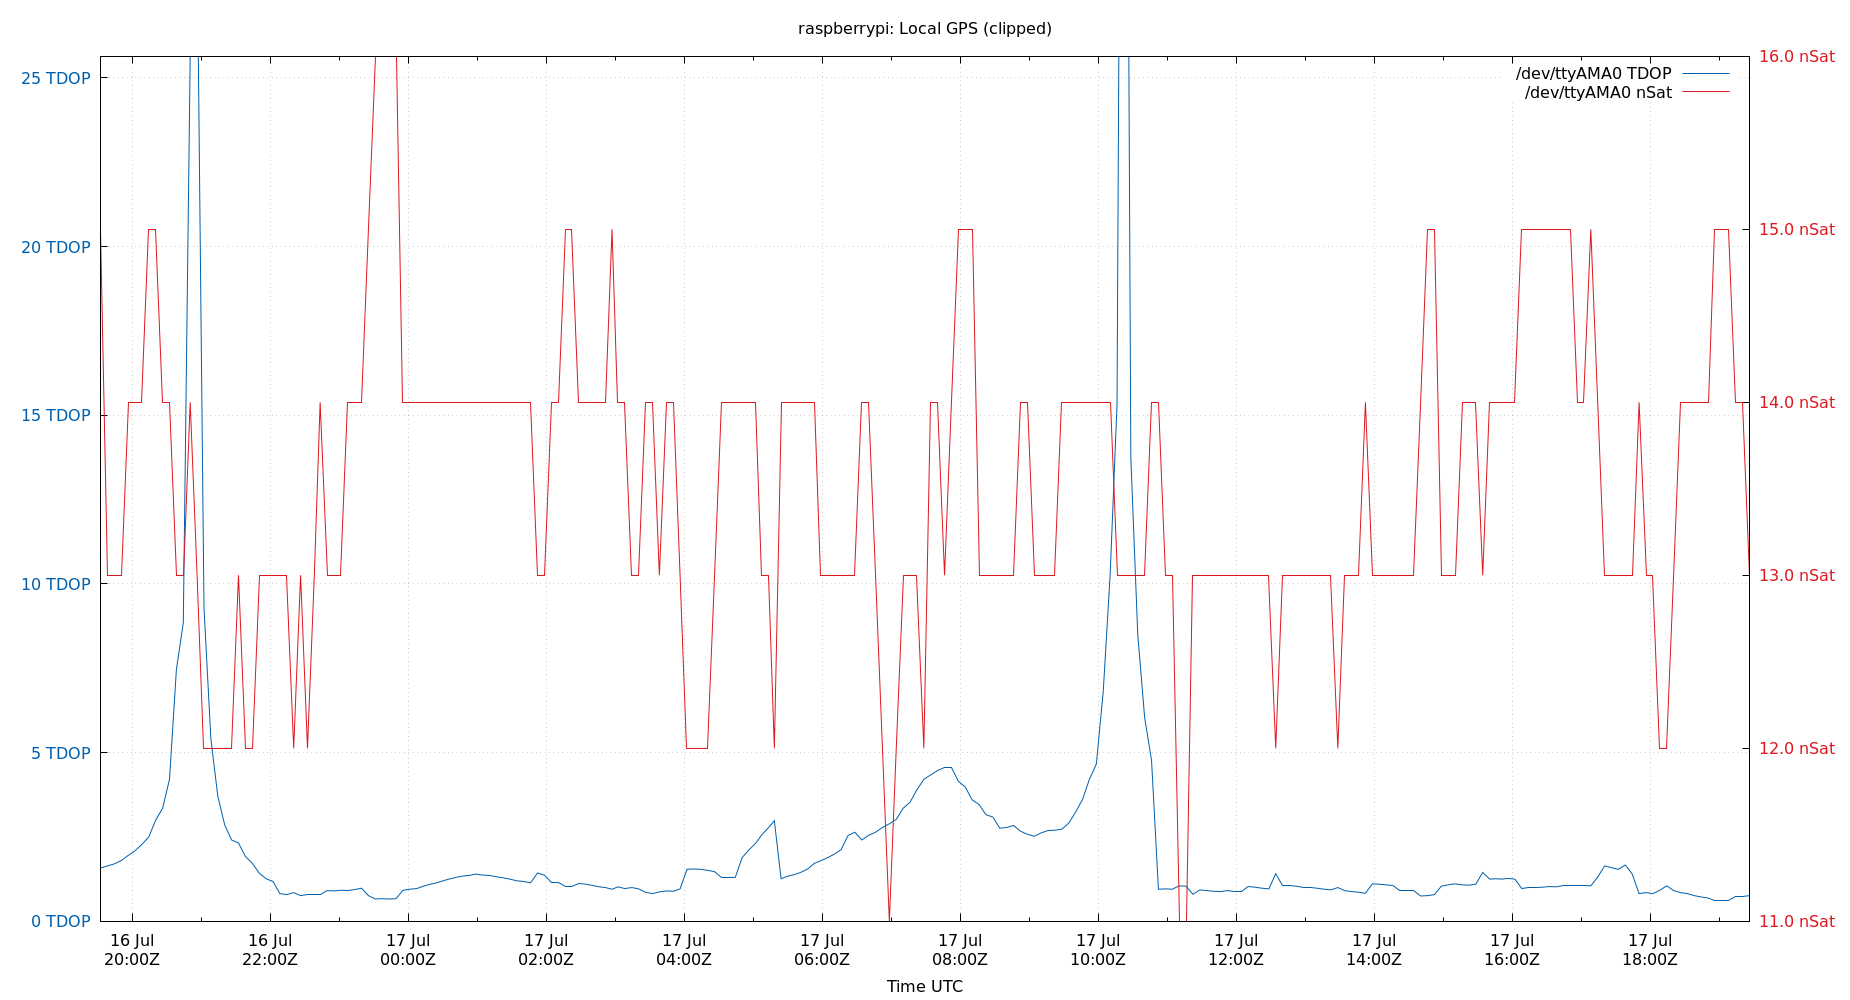 raspberrypi: Local GPS (clipped)
/dev/ttyAMA0 TDOP
/dev/ttyAMA0 nSat
25 TDOP
20 TDOP
15 TDOP
10 TDOP
5 TDOP
0 TDOP
16.0 nSat
15.0 nSat
14.0 nSat
13.0 nSat
12.0 nSat
11.0 nSat
16 Jul 16 Jul 17 Jul 17 Jul 17 Jul 17 Jul 17 Jul 17 Jul 17 Jul 17 Jul 17 Jul 17 Jul
20:00Z 22:00Z 00:00Z 02:00Z 04:00Z 06:00Z 08:00Z 10:00Z 12:00Z 14:00Z 16:00Z 18:00Z
Time UTC